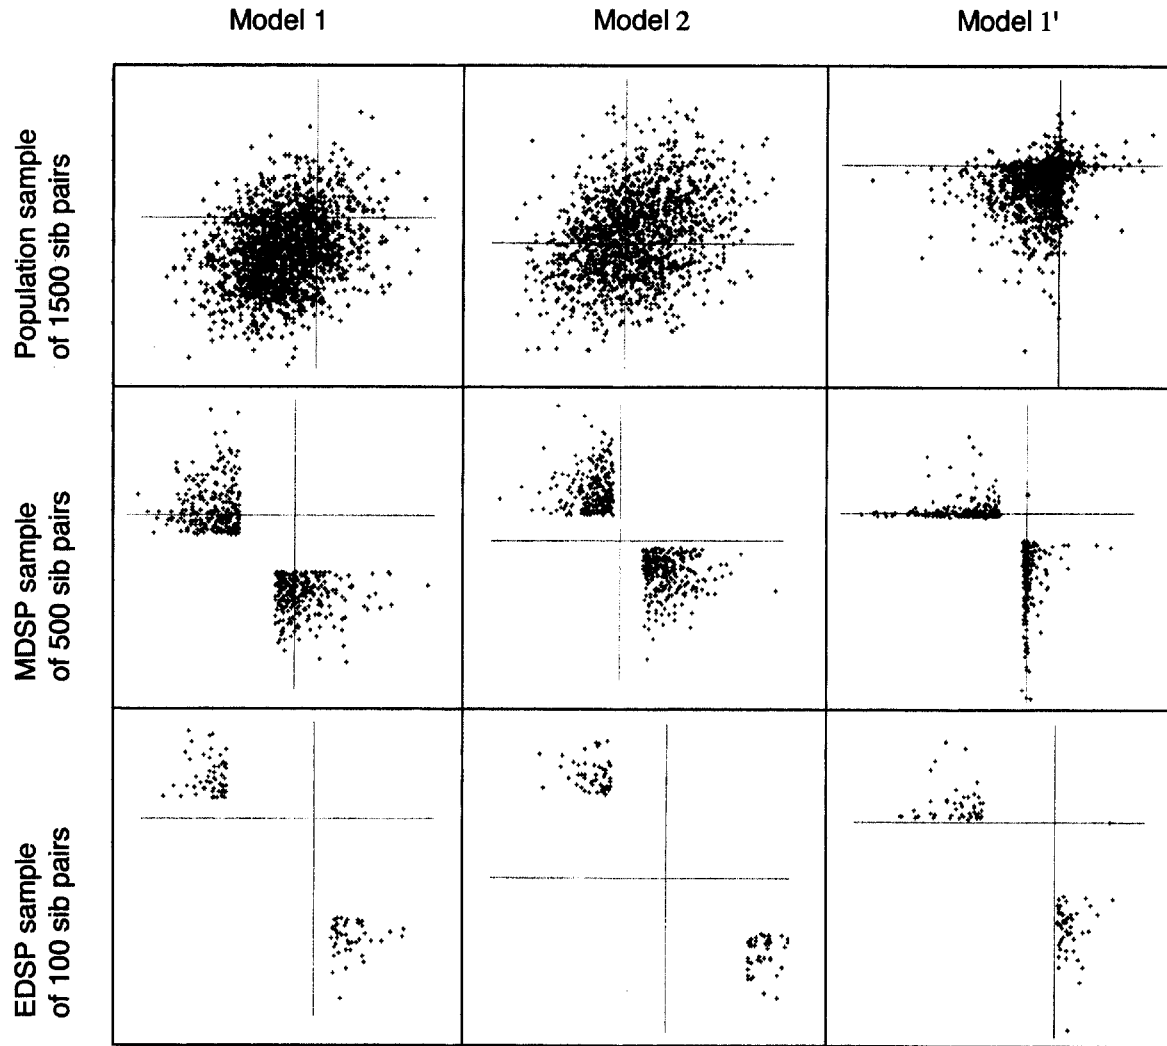 Model 1
Model 2
Model 1'
Population sample
of 1500 sib pairs
MDSP sample
of 500 sib pairs
EDSP sample
of 100 sib pairs